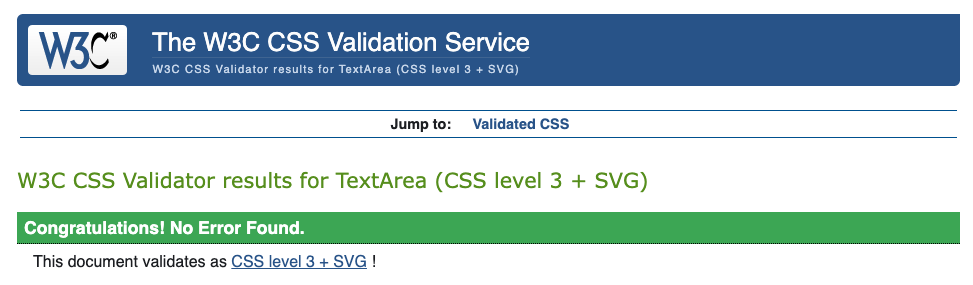 W3C®
The W3C CSS Validation Service
W3C CSS Validator results for TextArea (CSS level 3 + SVG)
Jump to: Validated CSS
W3C CSS Validator results for TextArea (CSS level 3 + SVG)
Congratulations! No Error Found.
This document validates as CSS level 3 + SVG !